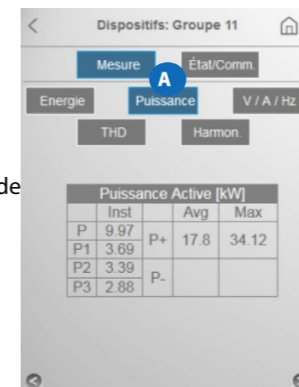 Dispositifs: Groupe 11
Mesure État/Comm.
A
Energie Puissance V / A / Hz
THD Harmon.
de
Puissance Active [kW]
Inst Avg Max
P 9.97 P+ 17.8 34.12
P1 3.69
P2 3.39 P-
P3 2.88